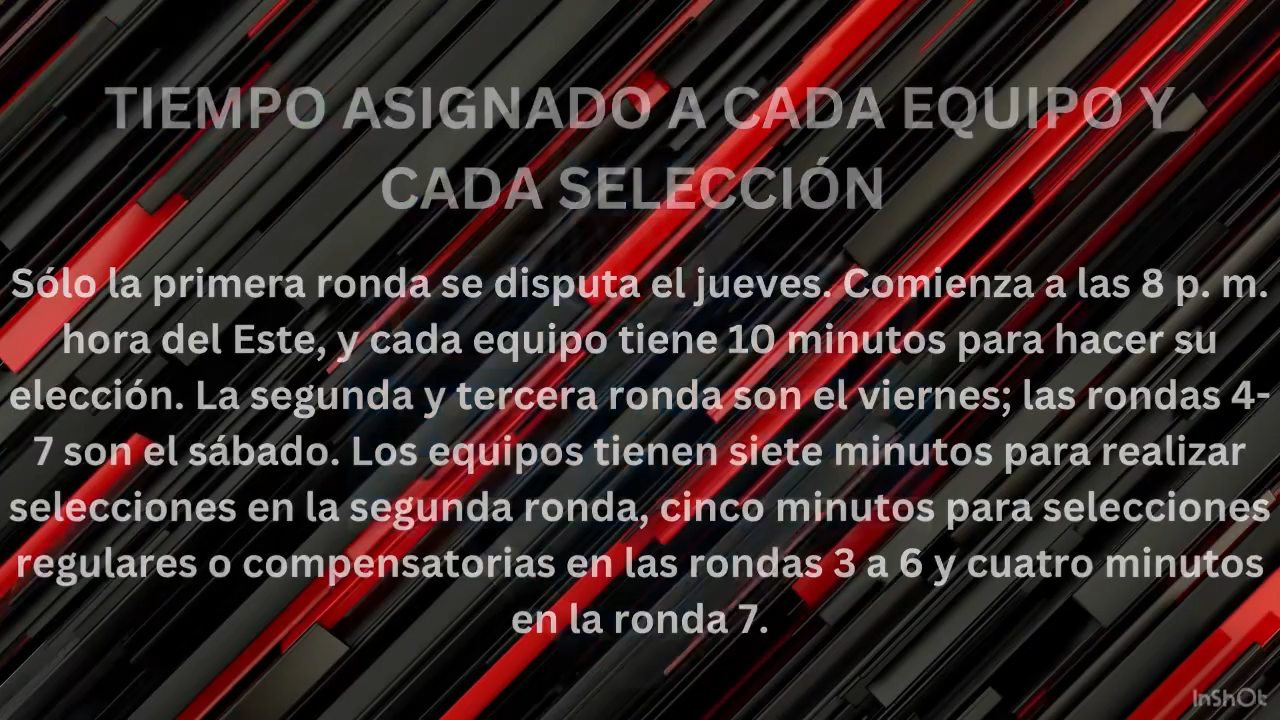 TIEMPO ASIGNADO A CADA EQUIPO Y
CADA SELECCIÓN
Sólo la primera ronda se disputa el jueves. Comienza a las 8 p. m.
hora del Este, y cada equipo tiene 10 minutos para hacer su
elección. La segunda y tercera ronda son el viernes; las rondas 4-
7 son el sábado. Los equipos tienen siete minutos para realizar
selecciones en la segunda ronda, cinco minutos para selecciones
regulares o compensatorias en las rondas 3 a 6 y cuatro minutos
en la ronda 7.
InShOt